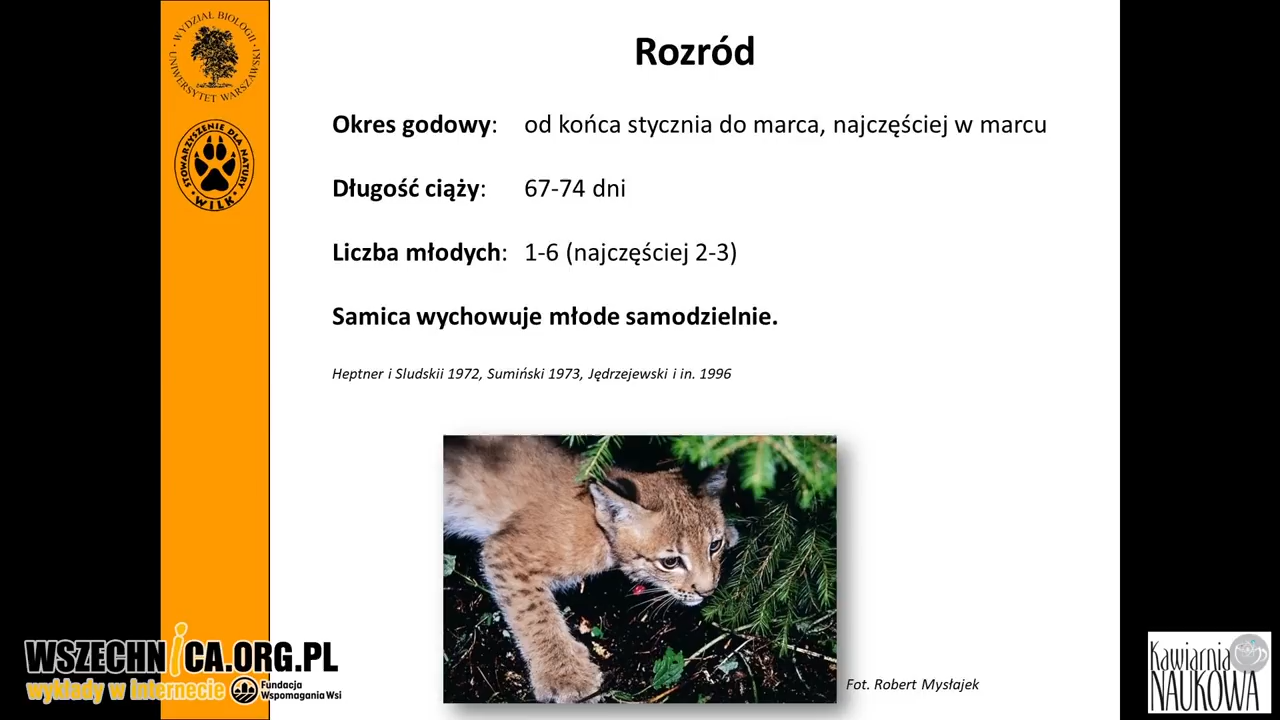 WYDZIAŁ BIOLOGII
UNIWERSYTET WARSZAWSKI
STOWARZYSZENIE DLA NATURY
WILK
Rozród
Okres godowy: od końca stycznia do marca, najczęściej w marcu
Długość ciąży: 67-74 dni
Liczba młodych: 1-6 (najczęściej 2-3)
Samica wychowuje młode samodzielnie.
Heptner i Sludskii 1972, Sumiński 1973, Jędrzejewski i in. 1996
Fot. Robert Mysłajek
WSZECHNICA.ORG.PL
wykłady w internecie
Fundacja
Wspomagania Wsi
Kawiarnia
NAUKOWA